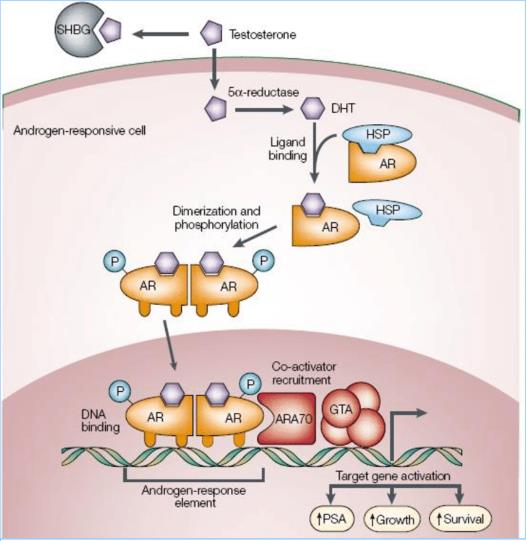 SHBG
Testosterone
5α-reductase
DHT
Androgen-responsive cell
Ligand
binding
HSP
AR
HSP
AR
Dimerization and
phosphorylation
P
P
AR
AR
Co-activator
recruitment
P
P
DNA
binding
AR
AR
ARA70
GTA
Target gene activation
Androgen-response
element
↑PSA
↑Growth
↑Survival